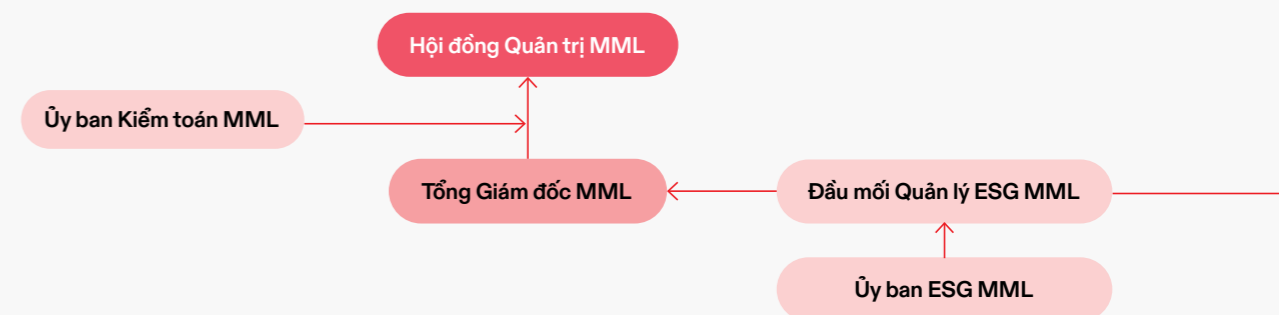 Hội đồng Quản trị MML
Ủy ban Kiểm toán MML
Tổng Giám đốc MML
Đầu mối Quản lý ESG MML
Ủy ban ESG MML